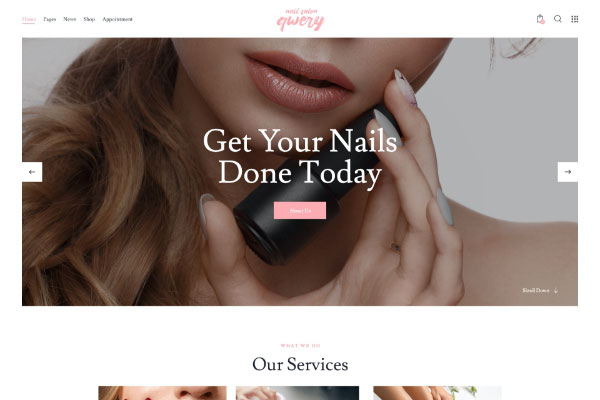 Home Pages News Shop Appointment
nail salon
qwery
Get Your Nails
Done Today
About Us
Scroll Down
WHAT WE DO
Our Services